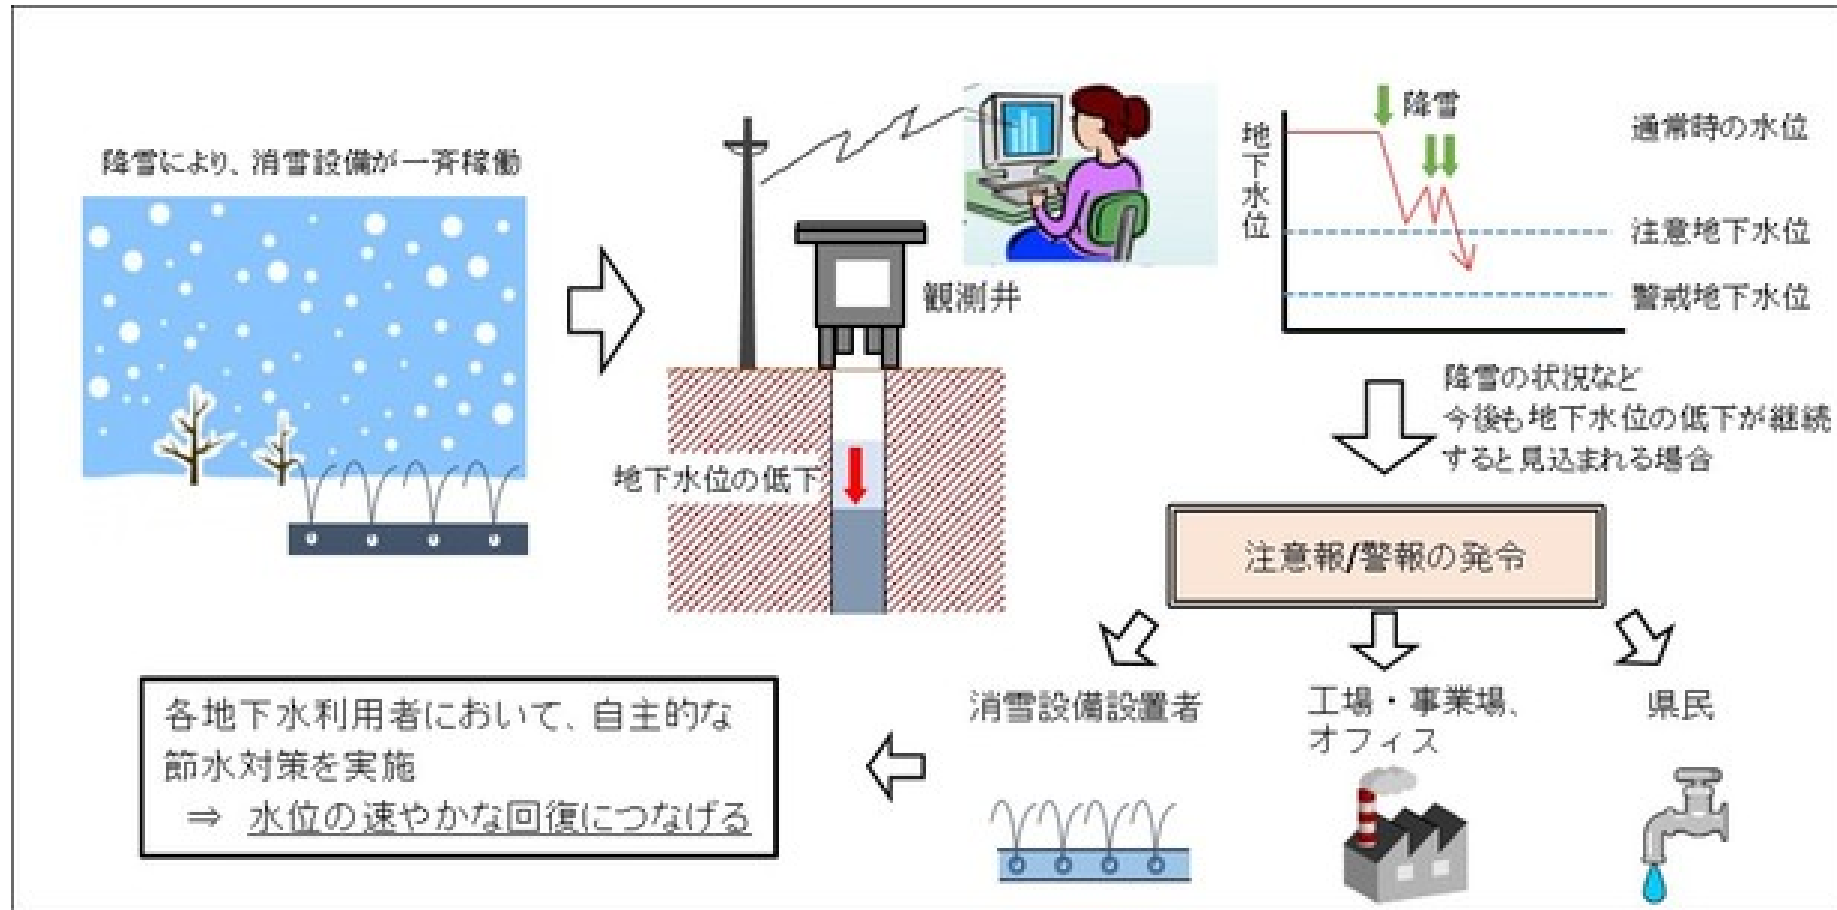 降雪により、消雪設備が一斉稼働
観測井
地下水位の低下
地下水位
降雪
通常時の水位
注意地下水位
警戒地下水位
降雪の状況など
今後も地下水位の低下が継続
すると見込まれる場合
注意報/警報の発令
消雪設備設置者
工場・事業場、
オフィス
県民
各地下水利用者において、自主的な
節水対策を実施
⇒ 水位の速やかな回復につなげる